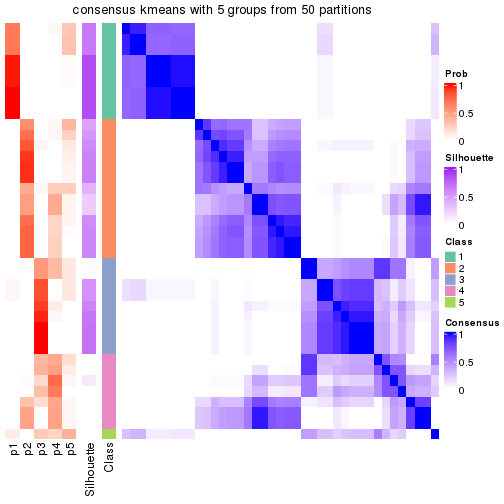 consensus kmeans with 5 groups from 50 partitions
Prob
1
0.5
0
Silhouette
1
0.5
0
Class
1
2
3
4
5
Consensus
1
0.5
0
p1
p2
p3
p4
p5
Silhouette
Class